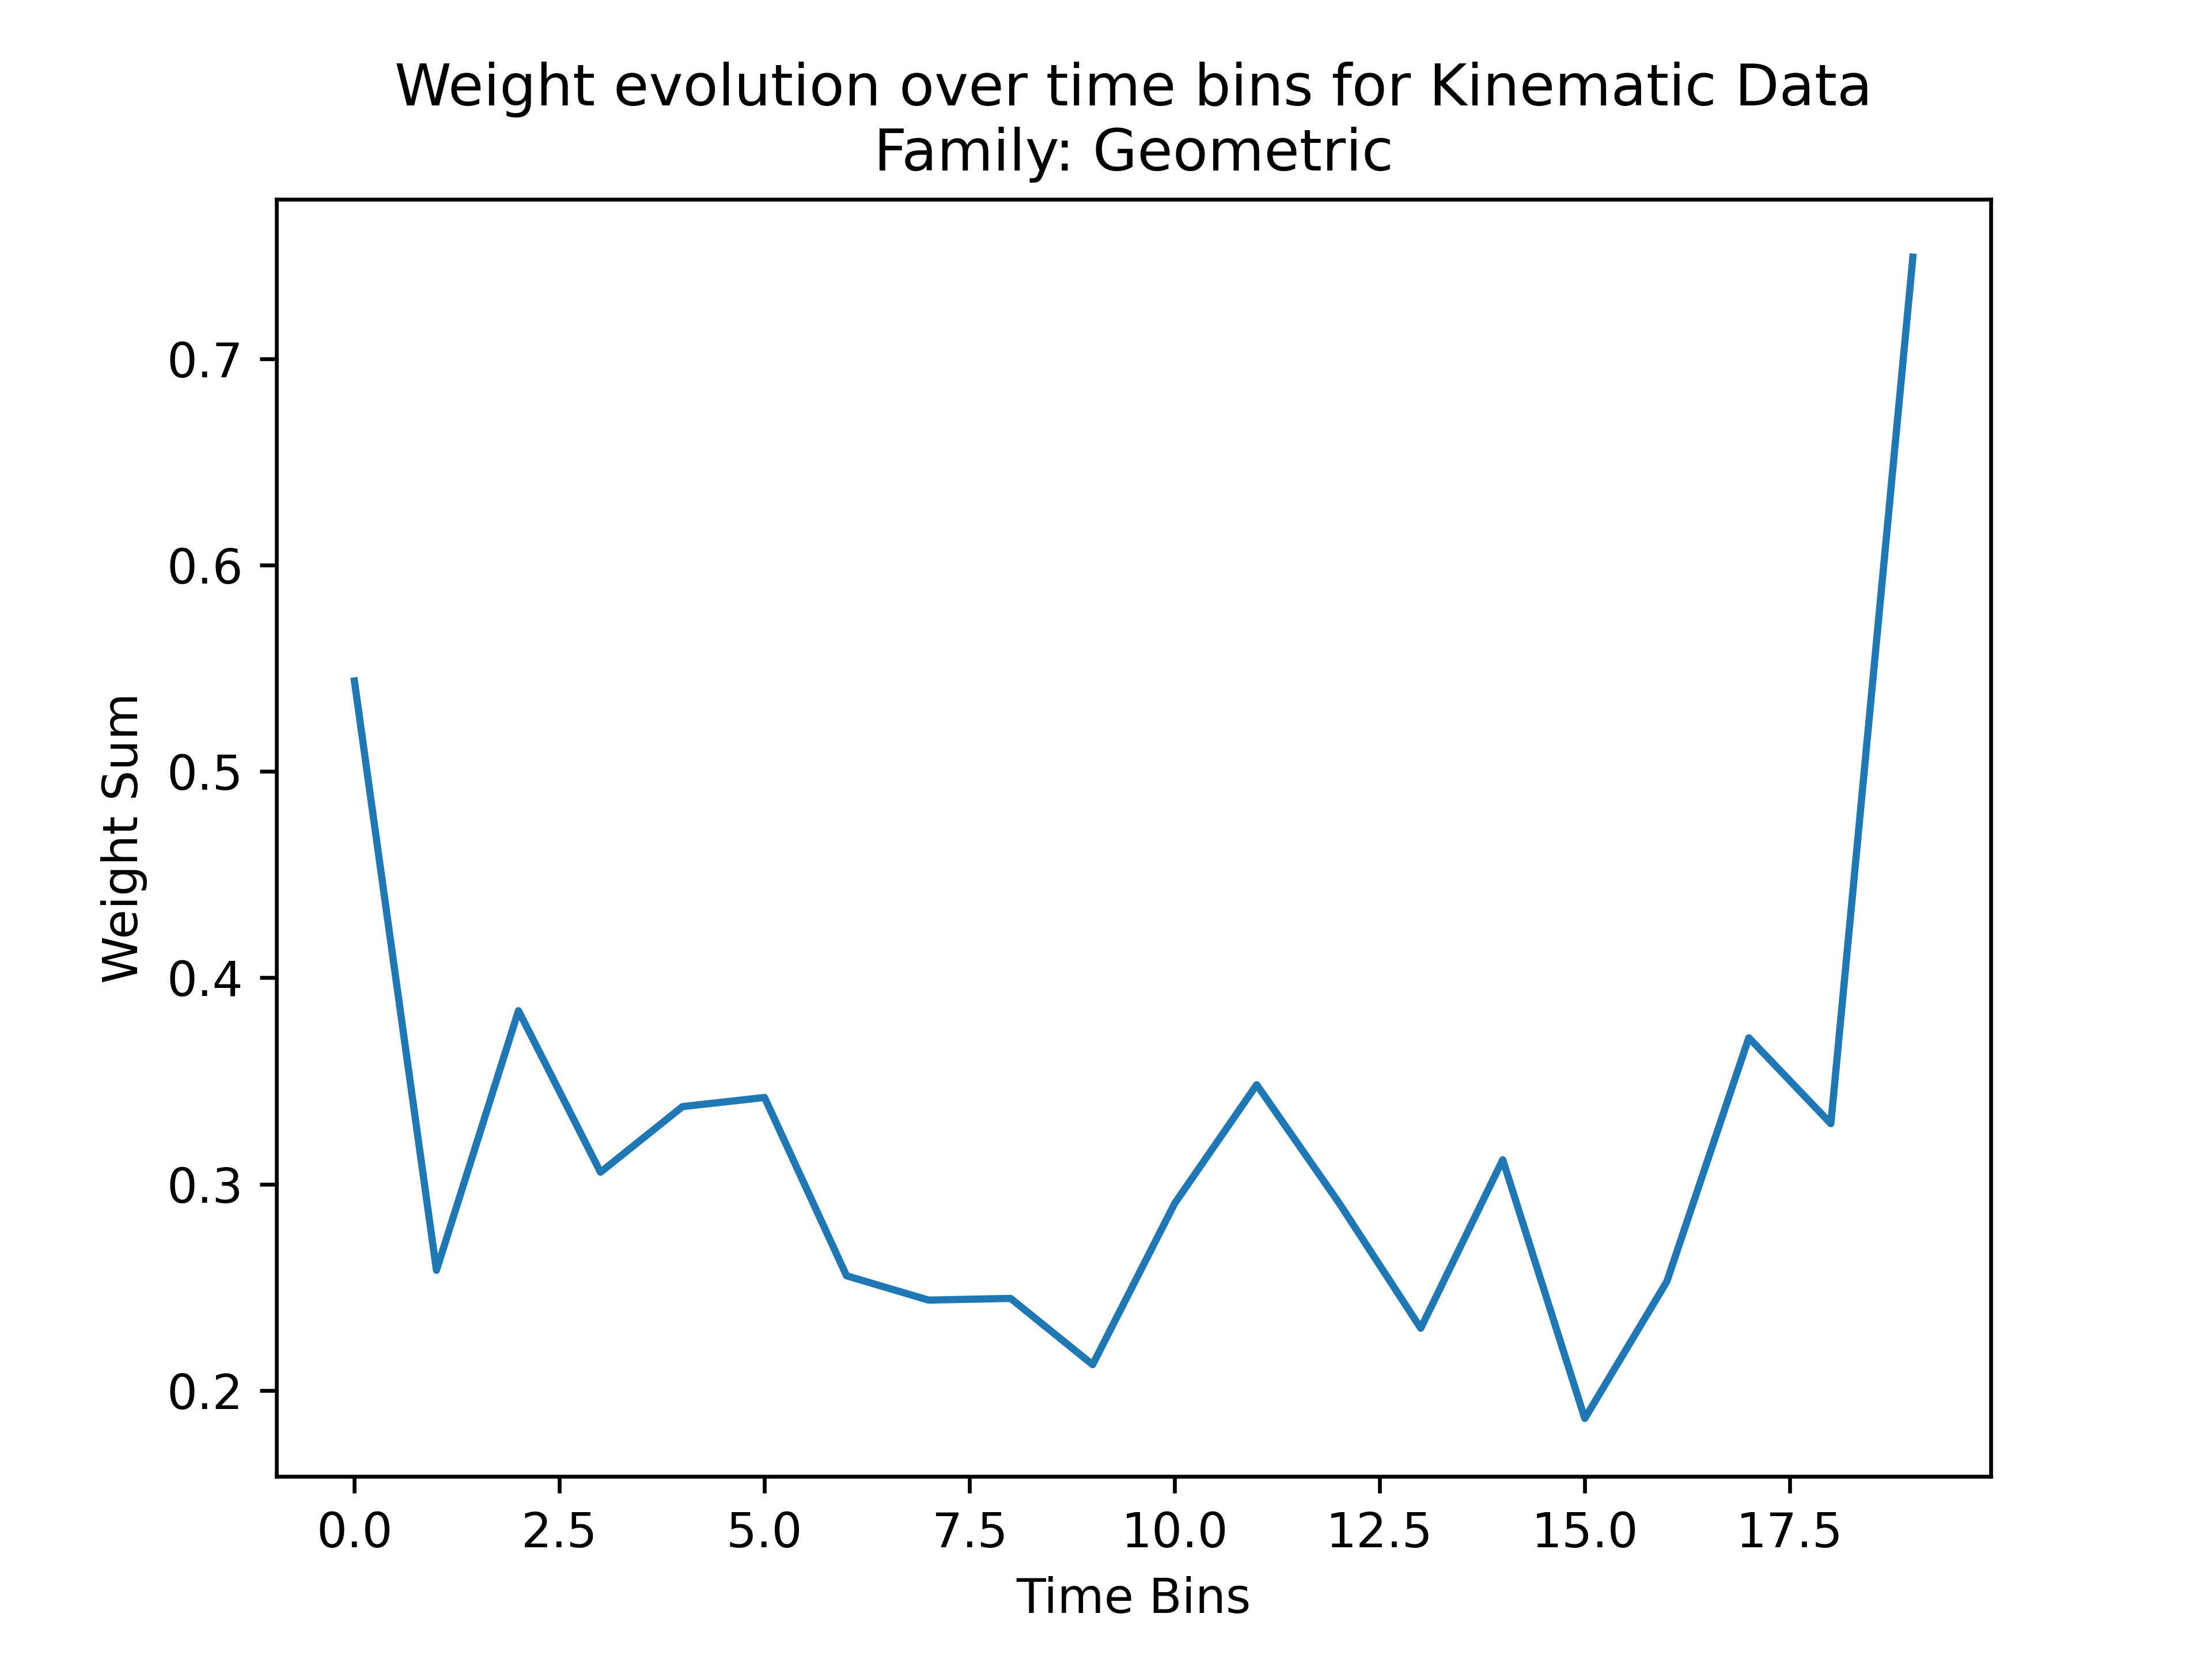 Weight evolution over time bins for Kinematic Data
Family: Geometric
0.7
0.6
0.5
0.4
0.3
0.2
Weight Sum
0.0 2.5 5.0 7.5 10.0 12.5 15.0 17.5
Time Bins